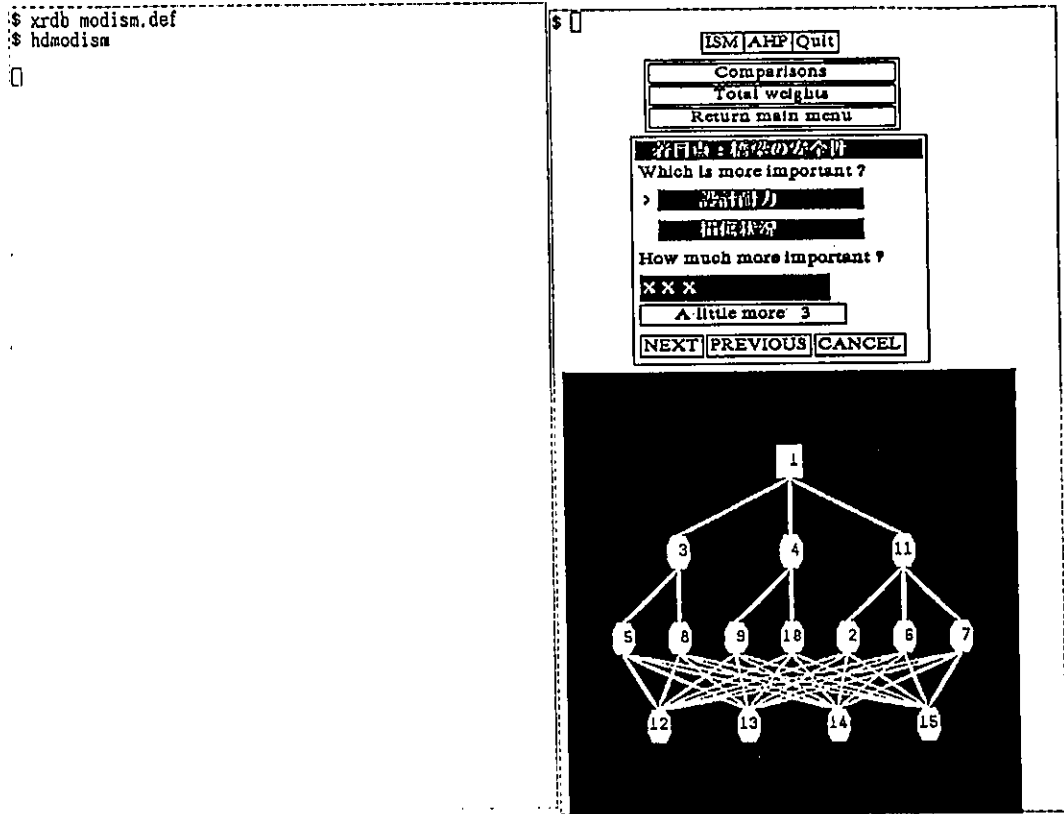 $ xrdb modism.def
$ hdmodism
$
ISM AHP Quit
Comparisons
Total weights
Return main menu
着目点：橋梁の安全性
Which is more important ?
> 設計耐力
損傷状況
How much more important ?
X X X
A little more 3
NEXT PREVIOUS CANCEL
1
3 4 11
5 8 9 10 2 6 7
12 13 14 15